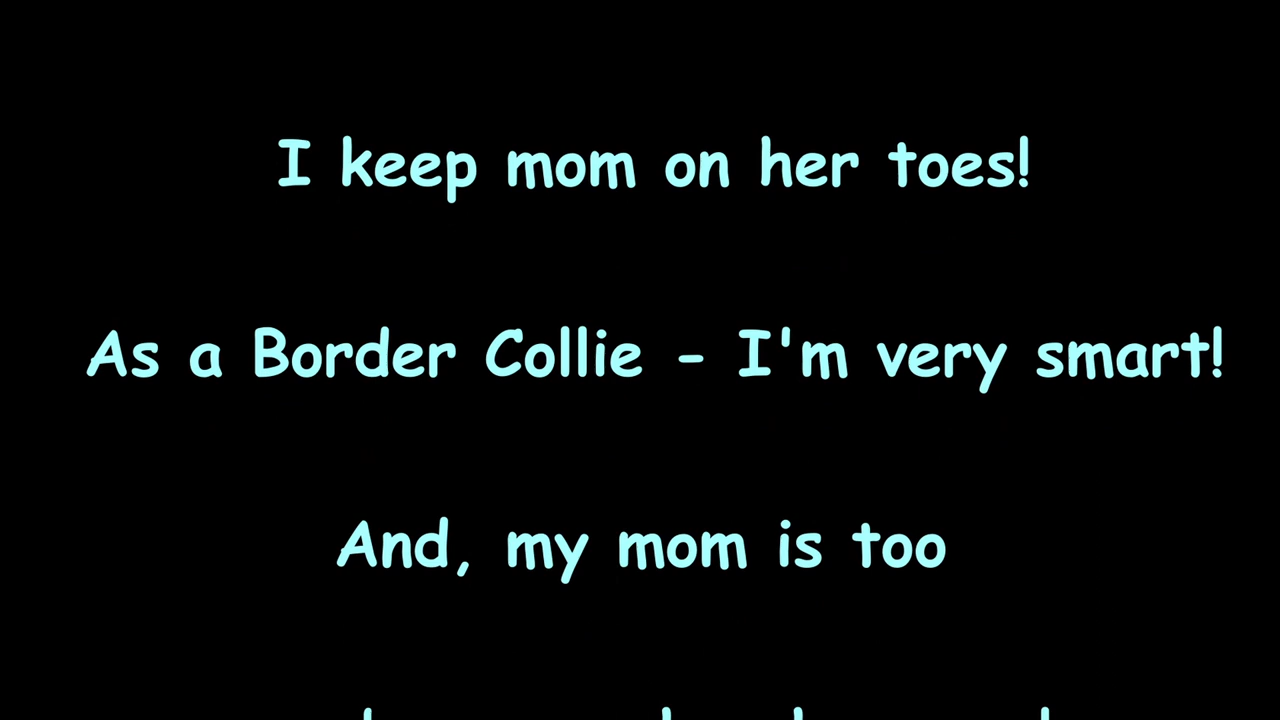 I keep mom on her toes!
As a Border Collie - I'm very smart!
And, my mom is too